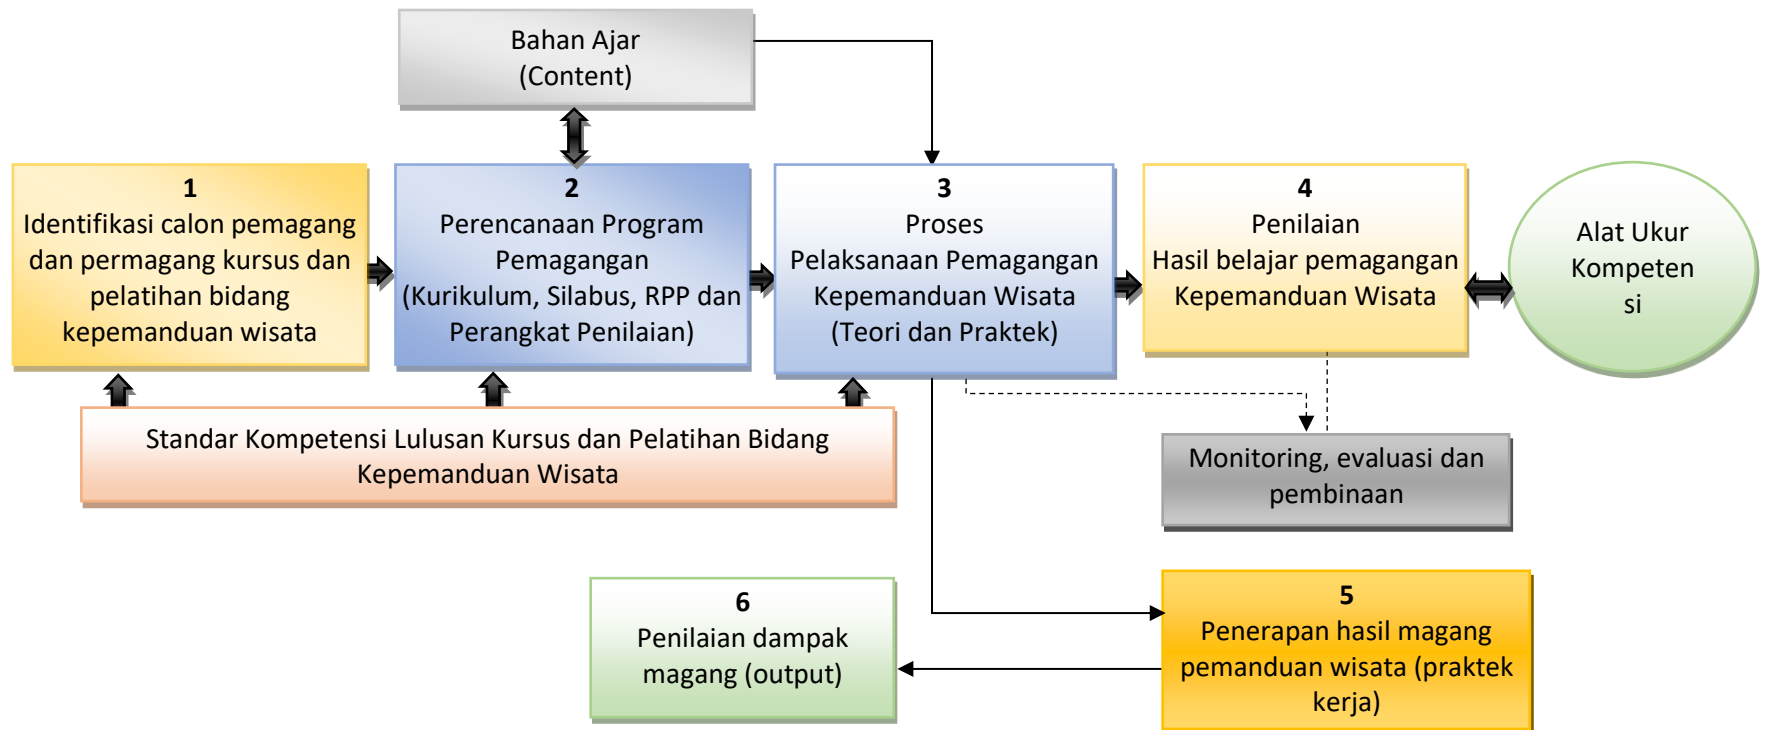 Bahan Ajar
(Content)
1
Identifikasi calon pemagang
dan permagang kursus dan
pelatihan bidang
kepemanduan wisata
2
Perencanaan Program
Pemagangan
(Kurikulum, Silabus, RPP dan
Perangkat Penilaian)
3
Proses
Pelaksanaan Pemagangan
Kepemanduan Wisata
(Teori dan Praktek)
4
Penilaian
Hasil belajar pemagangan
Kepemanduan Wisata
Alat Ukur
Kompeten
si
Standar Kompetensi Lulusan Kursus dan Pelatihan Bidang
Kepemanduan Wisata
Monitoring, evaluasi dan
pembinaan
5
Penerapan hasil magang
pemanduan wisata (praktek
kerja)
6
Penilaian dampak
magang (output)